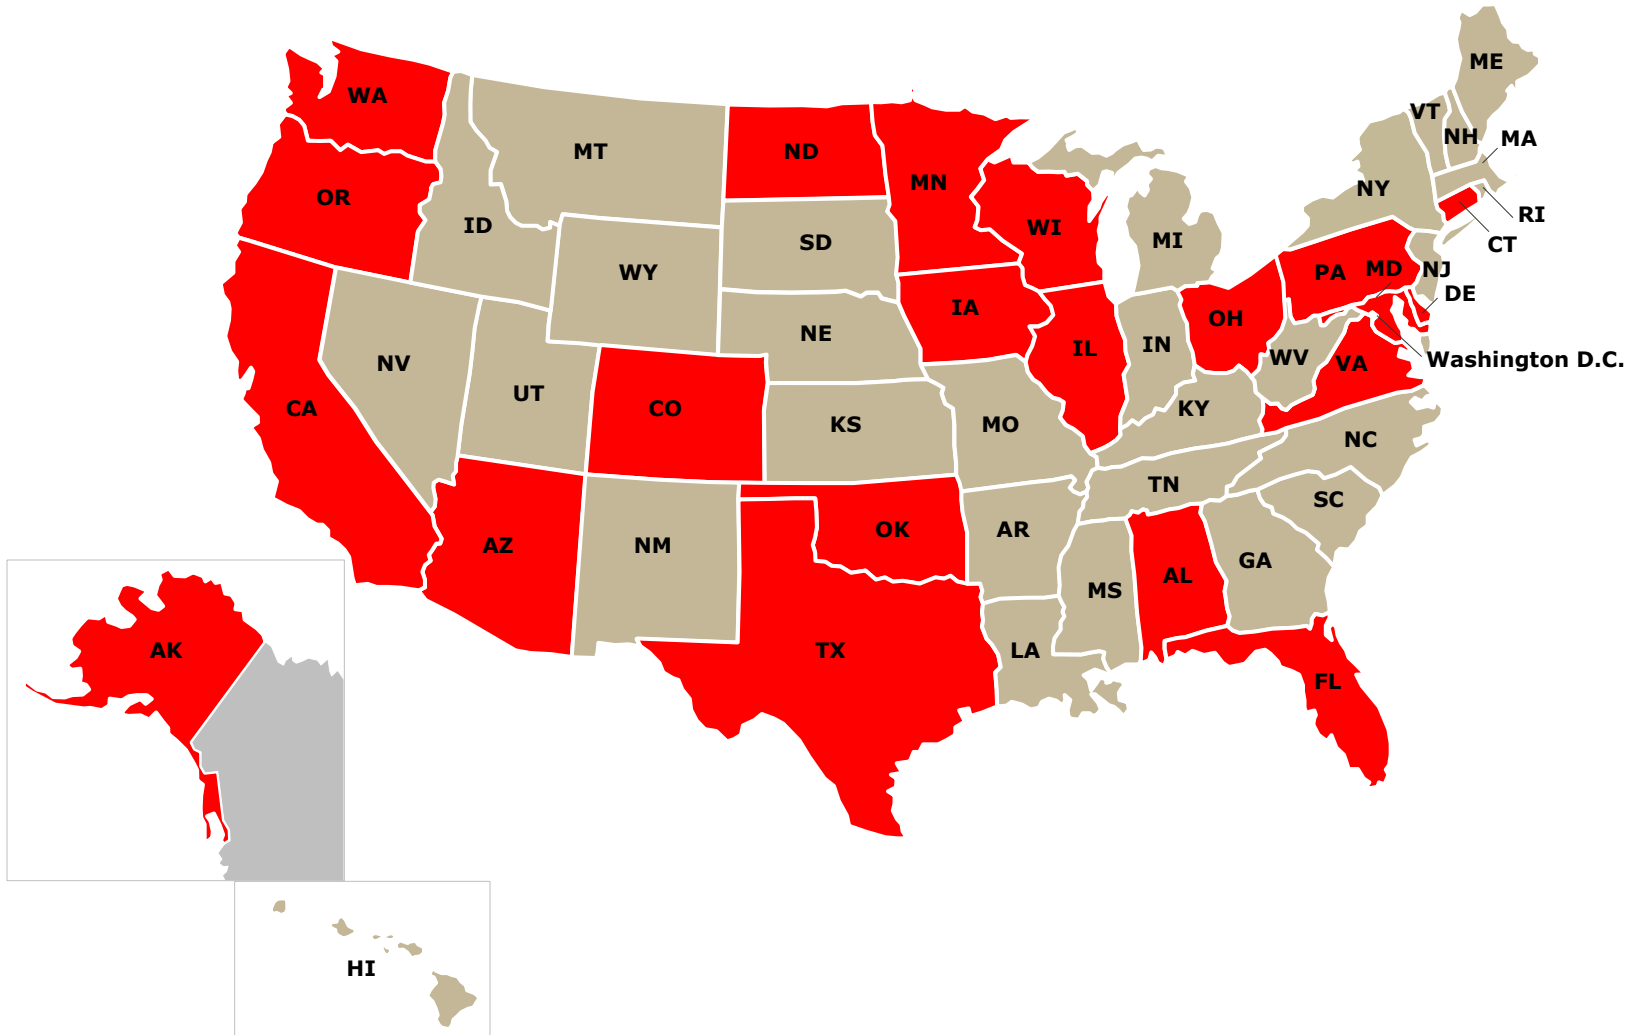 ME
WA
VT
NH
MA
MT
ND
MN
NY
OR
RI
ID
SD
WI
MI
CT
WY
PA
MD
NJ
DE
IA
OH
NE
IL
IN
WV
VA
Washington D.C.
NV
UT
CO
KS
MO
KY
NC
CA
TN
SC
AZ
NM
OK
AR
GA
AL
MS
AK
TX
LA
FL
HI